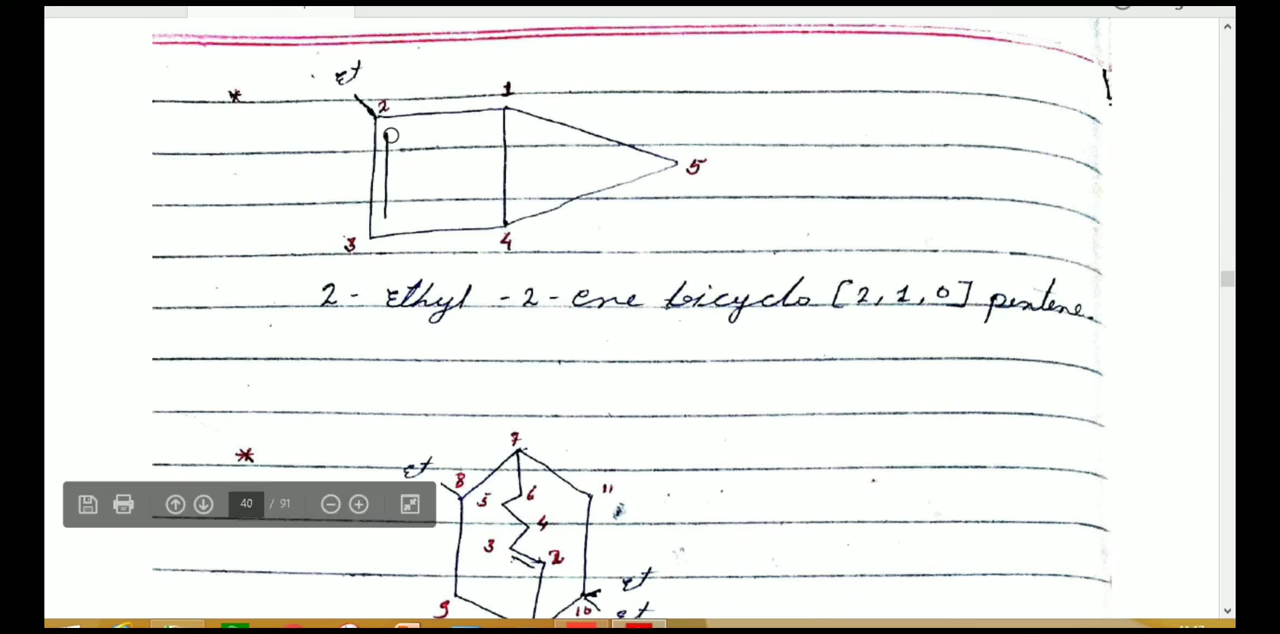 Et
* 2 1
5
3 4
2 - Ethyl - 2 - ene bicyclo [2, 1, 0] pentene.
* 7
Et 8
5 6 11
4
40 / 91
3 2
Et
9 10 et